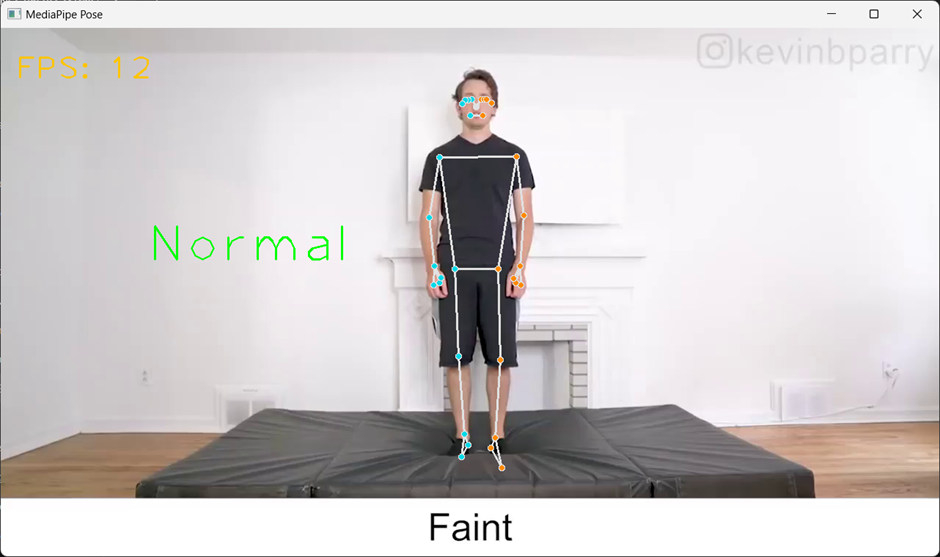 MediaPipe Pose
FPS: 12
kevinbparry
Normal
Faint